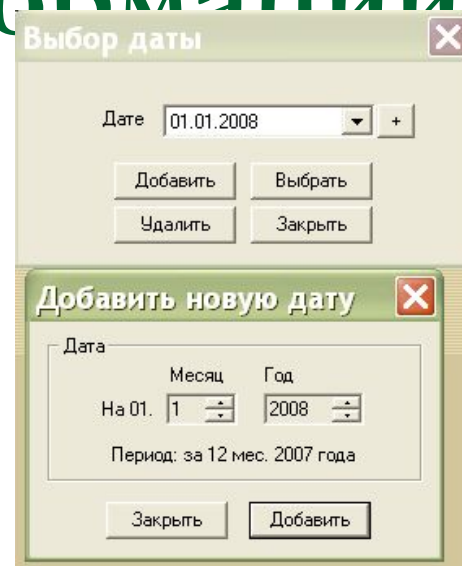 Выбор даты
Дате 01.01.2008 +
Добавить Выбрать
Удалить Закрыть
Добавить новую дату
Дата
Месяц Год
На 01. 1 2008
Период: за 12 мес. 2007 года
Закрыть Добавить